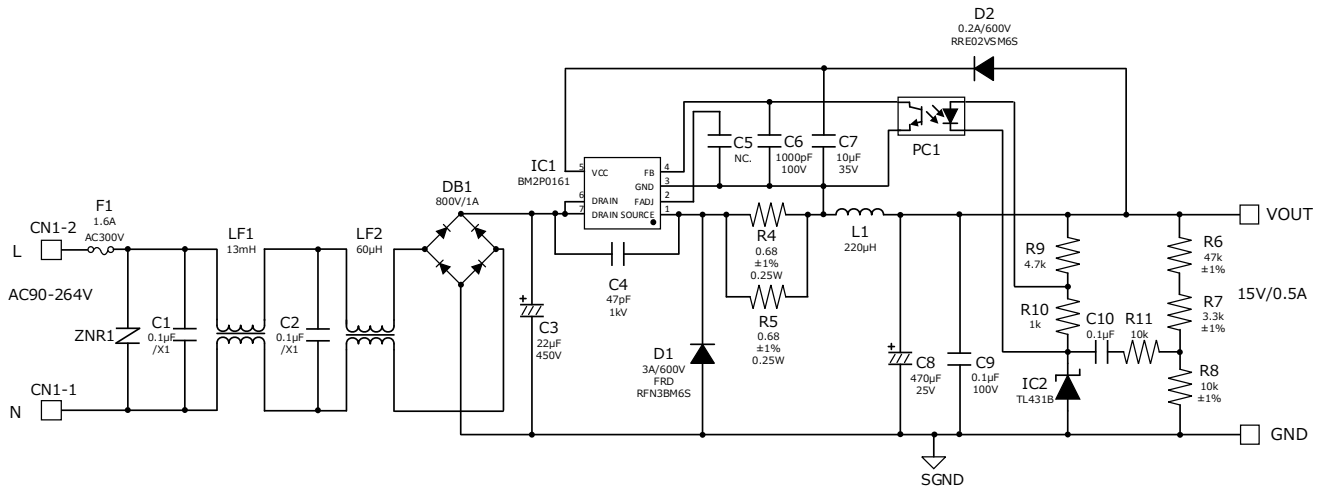 D2
0.2A/600V
RRE02VSM6S
PC1
C5
NC.
C6
1000pF
100V
C7
10µF
35V
IC1
BM2P0161
5
VCC
6
DRAIN
7
DRAIN
FB
4
GND
3
FADJ
2
SOURCE
1
DB1
800V/1A
F1
1.6A
AC300V
CN1-2
L
AC90-264V
CN1-1
N
ZNR1
C1
0.1µF
/X1
LF1
13mH
C2
0.1µF
/X1
LF2
60µH
C3
22µF
450V
C4
47pF
1kV
D1
3A/600V
FRD
RFN3BM6S
R4
0.68
±1%
0.25W
R5
0.68
±1%
0.25W
L1
220µH
C8
470µF
25V
C9
0.1µF
100V
R9
4.7k
R10
1k
C10
0.1µF
R11
10k
IC2
TL431B
R6
47k
±1%
R7
3.3k
±1%
R8
10k
±1%
VOUT
15V/0.5A
GND
SGND